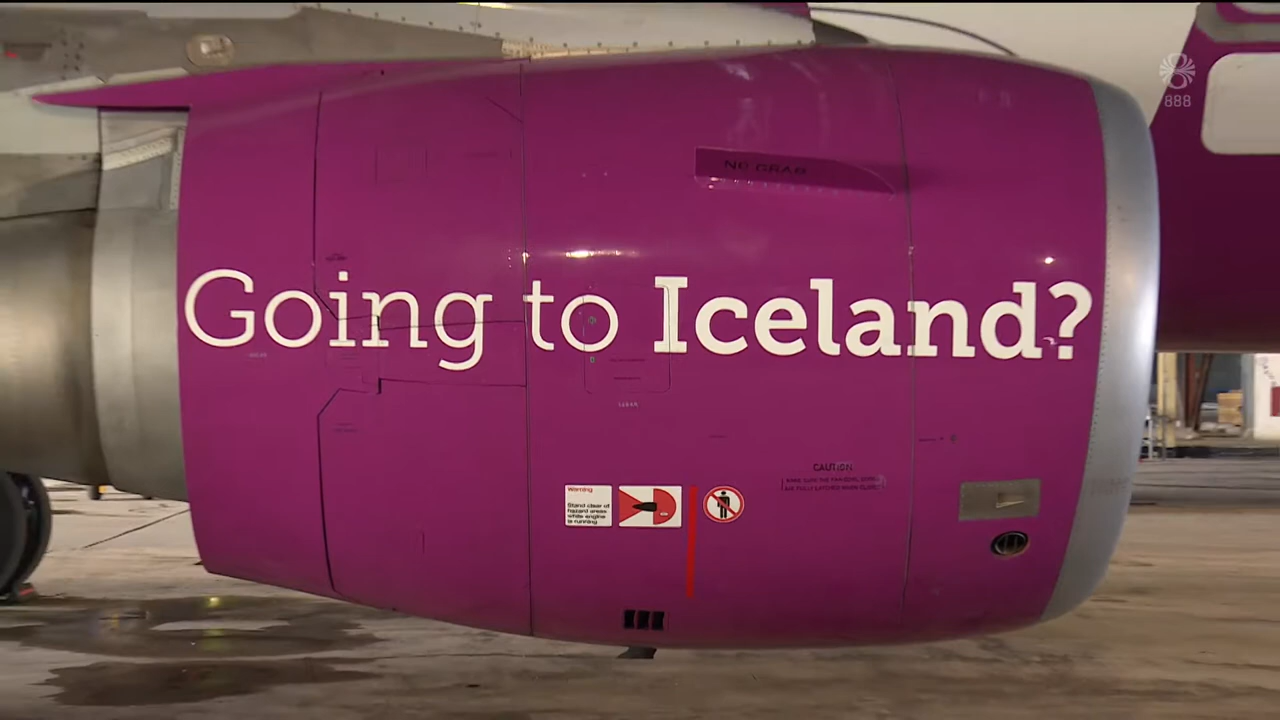 888
NO GRAB
Going to Iceland?
CAUTION
Warning
Stand clear of
hazard areas
while engine
is running